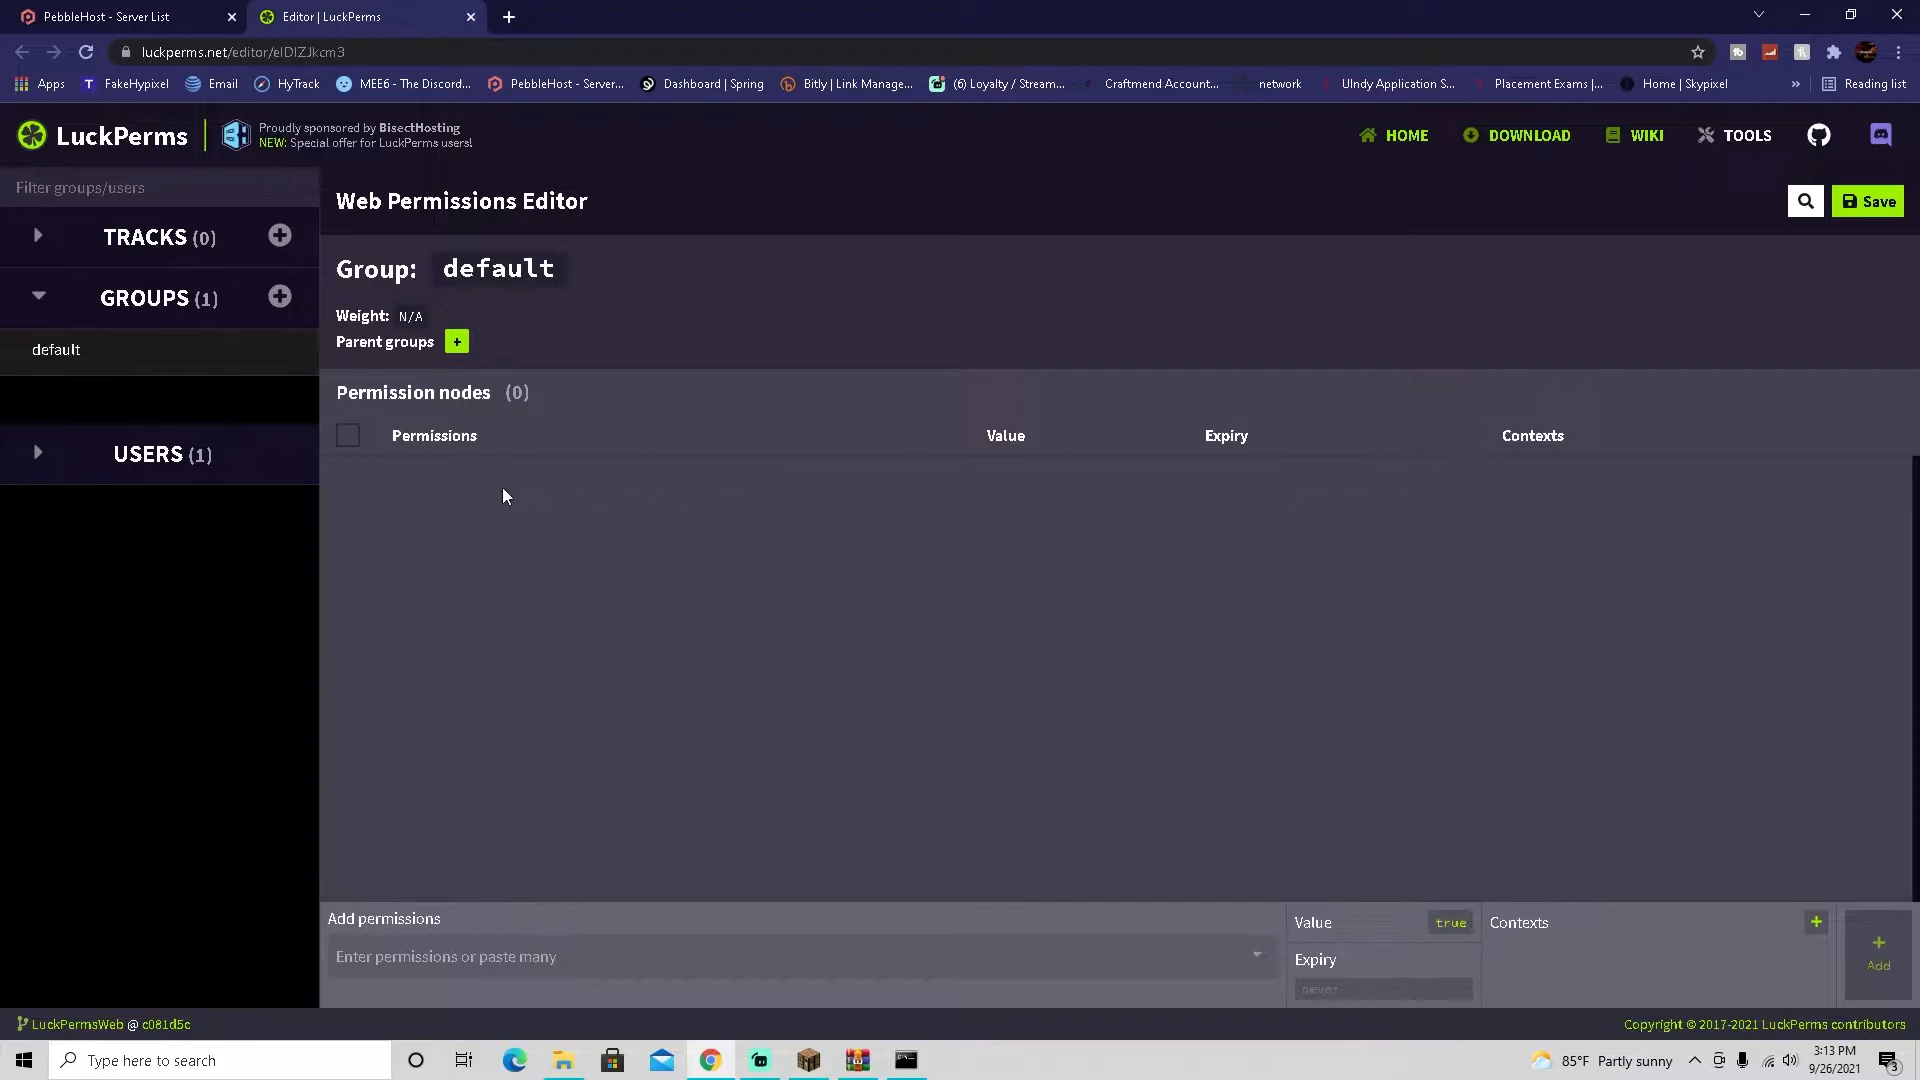 PebbleHost - Server List
Editor | LuckPerms
luckperms.net/editor/
Apps
FakeHypixel
Email
HyTrack
MEE6 - The Discord...
PebbleHost - Server...
Dashboard | Spring
Bitly | Link Manage...
(6) Loyalty / Stream...
Craftmend Account...
network
UIndy Application S...
Placement Exams |...
Home | Skypixel
»
Reading list
LuckPerms
Proudly sponsored by BisectHosting
NEW: Special offer for LuckPerms users!
HOME
DOWNLOAD
WIKI
TOOLS
Filter groups/users
Web Permissions Editor
Save
TRACKS (0)
Group: default
GROUPS (1)
Weight: N/A
Parent groups +
default
Permission nodes (0)
Permissions
Value
Expiry
Contexts
USERS (1)
Add permissions
Value
true
Contexts
+
Enter permissions or paste many
Expiry
never
+
Add
LuckPermsWeb @ c081d5c
Copyright © 2017-2021 LuckPerms contributors
Type here to search
85°F Partly sunny
3:13 PM
9/26/2021
3